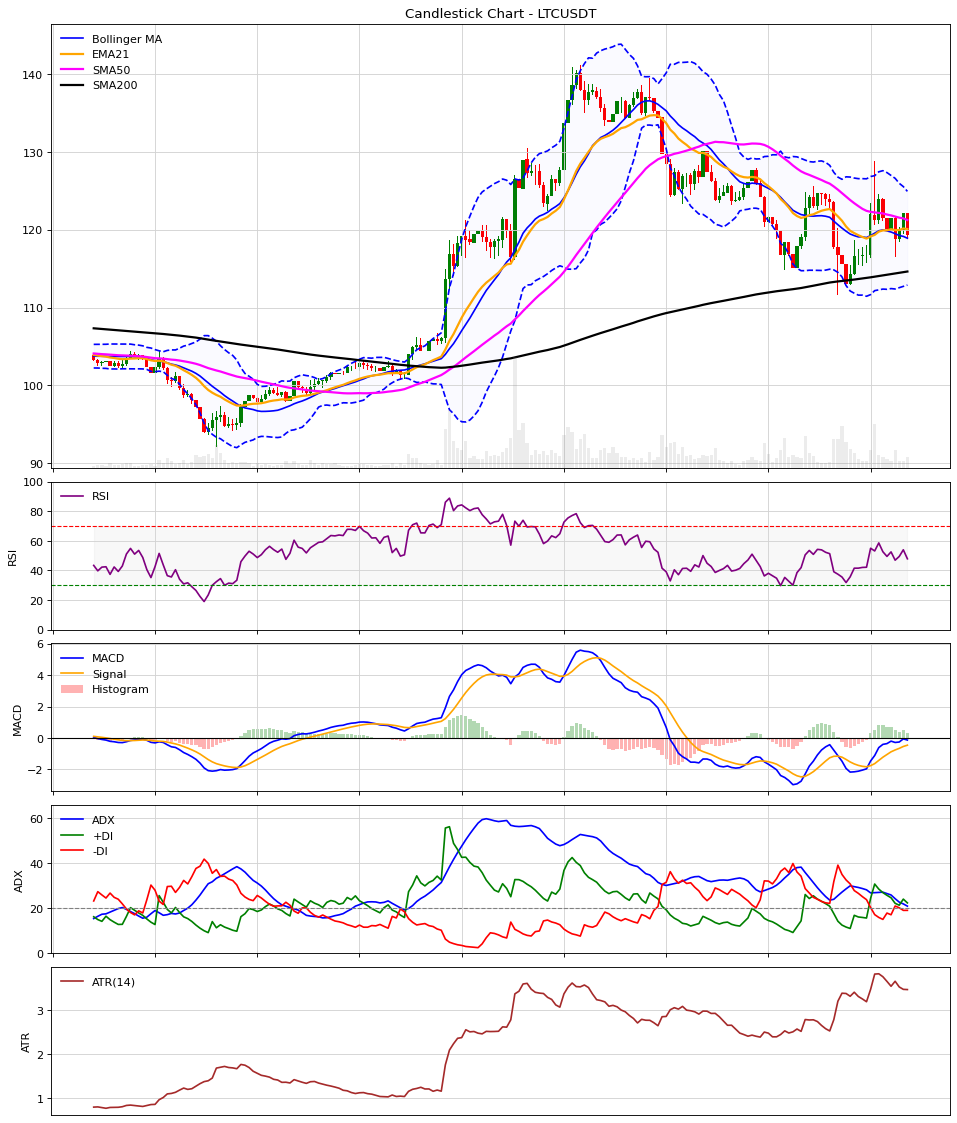 Candlestick Chart - LTCUSDT
Bollinger MA
EMA21
SMA50
SMA200
140
130
120
110
100
90
100
80
60
40
20
0
RSI
RSI
6
4
2
0
−2
MACD
MACD
Signal
Histogram
60
40
20
0
ADX
ADX
+DI
-DI
3
2
1
ATR
ATR(14)